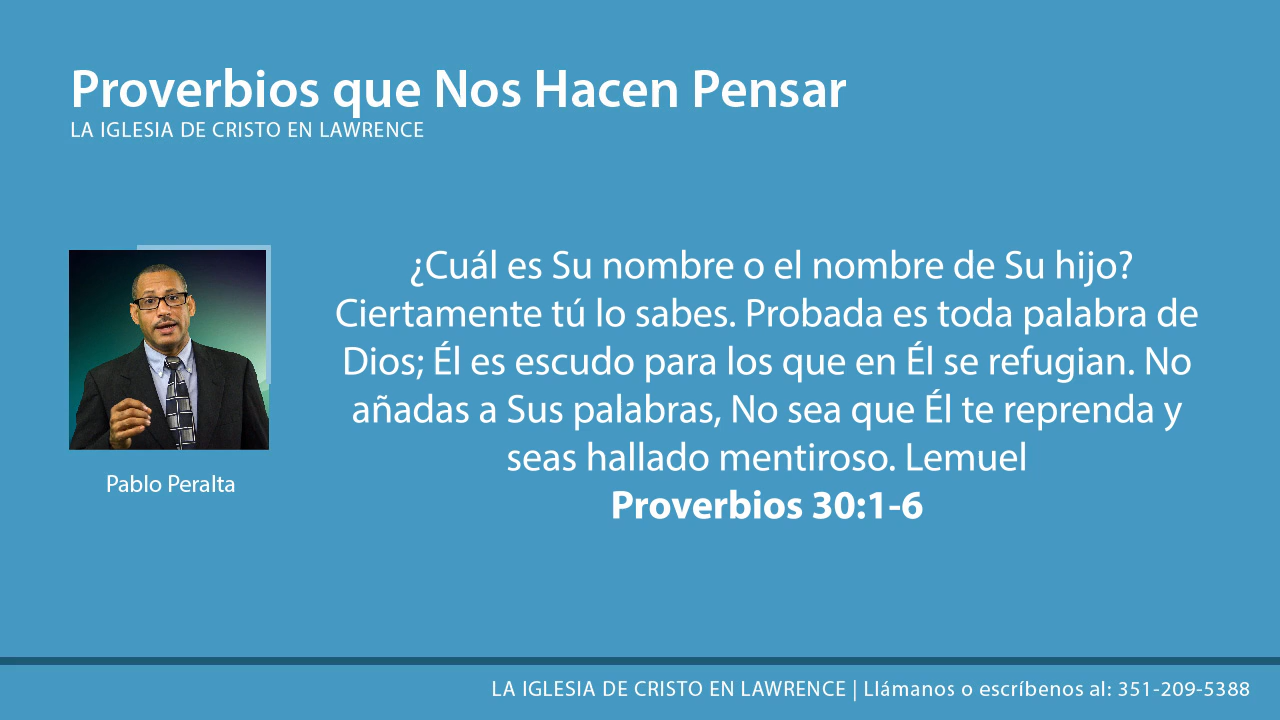 Proverbios que Nos Hacen Pensar
LA IGLESIA DE CRISTO EN LAWRENCE
Pablo Peralta
¿Cuál es Su nombre o el nombre de Su hijo?
Ciertamente tú lo sabes. Probada es toda palabra de
Dios; Él es escudo para los que en Él se refugian. No
añadas a Sus palabras, No sea que Él te reprenda y
seas hallado mentiroso. Lemuel
Proverbios 30:1-6
LA IGLESIA DE CRISTO EN LAWRENCE | Llámanos o escríbenos al: 351-209-5388